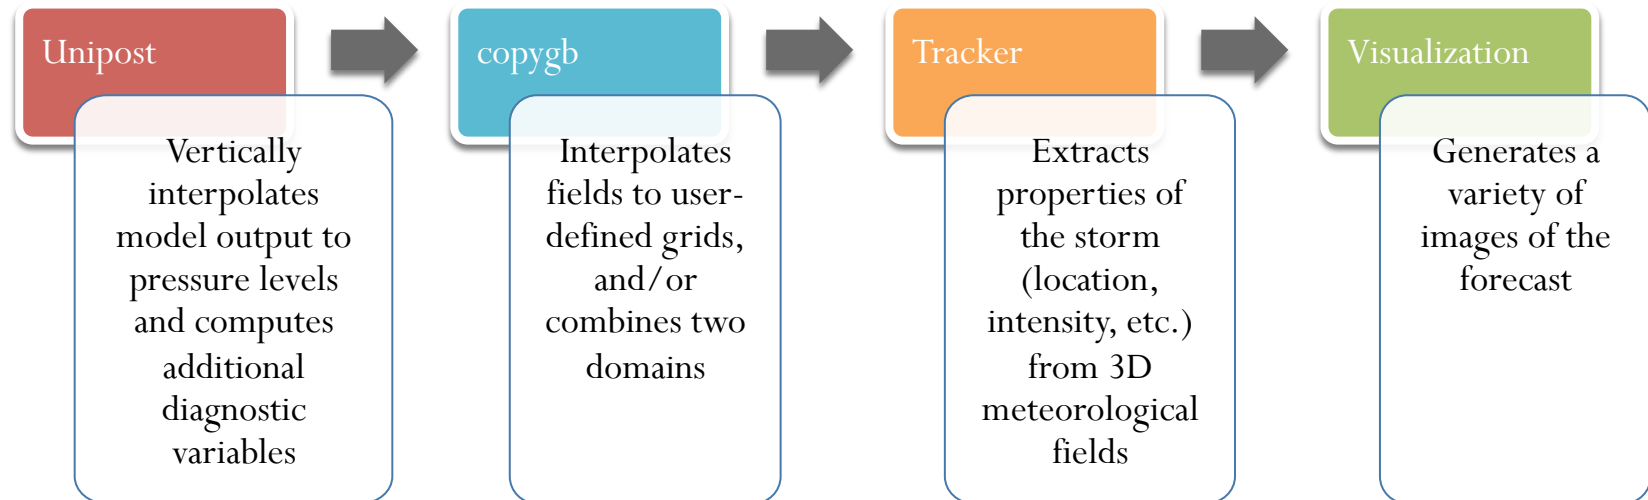 Unipost
Vertically
interpolates
model output to
pressure levels
and computes
additional
diagnostic
variables
copygb
Interpolates
fields to user-
defined grids,
and/or
combines two
domains
Tracker
Extracts
properties of
the storm
(location,
intensity, etc.)
from 3D
meteorological
fields
Visualization
Generates a
variety of
images of the
forecast